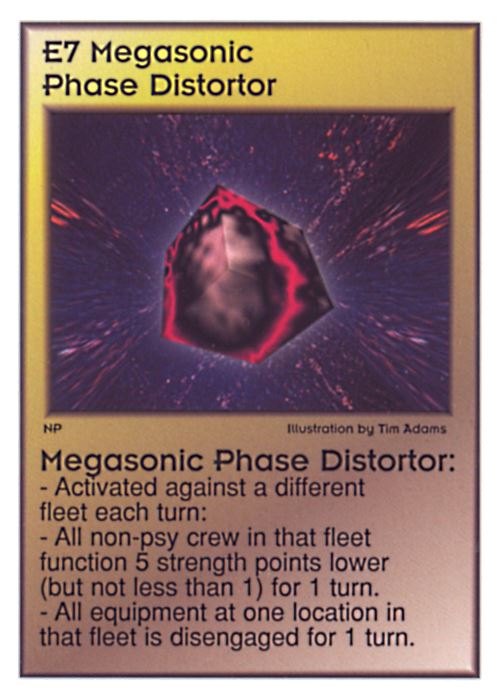 E7 Megasonic
Phase Distortor
NP
Illustration by Tim Adams
Megasonic Phase Distortor:
- Activated against a different
fleet each turn:
- All non-psy crew in that fleet
function 5 strength points lower
(but not less than 1) for 1 turn.
- All equipment at one location in
that fleet is disengaged for 1 turn.